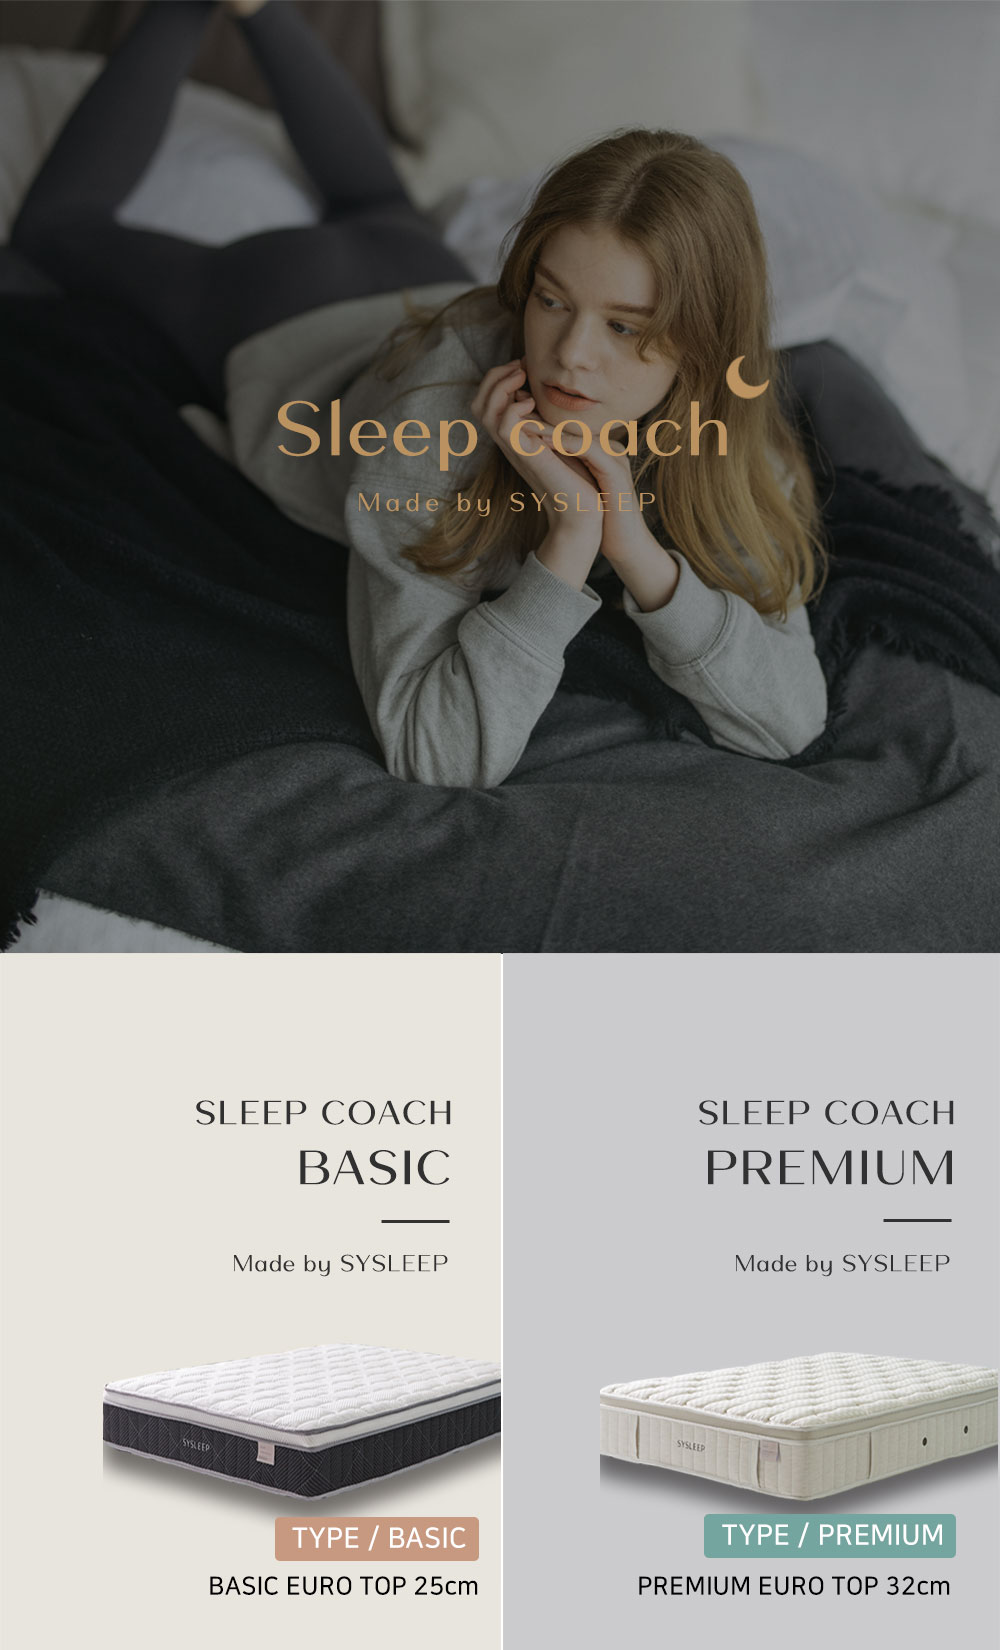 Sleep coach
Made by SYSLEEP
SLEEP COACH
BASIC
Made by SYSLEEP
SYSLEEP
TYPE / BASIC
BASIC EURO TOP 25cm
SLEEP COACH
PREMIUM
Made by SYSLEEP
SYSLEEP
TYPE / PREMIUM
PREMIUM EURO TOP 32cm